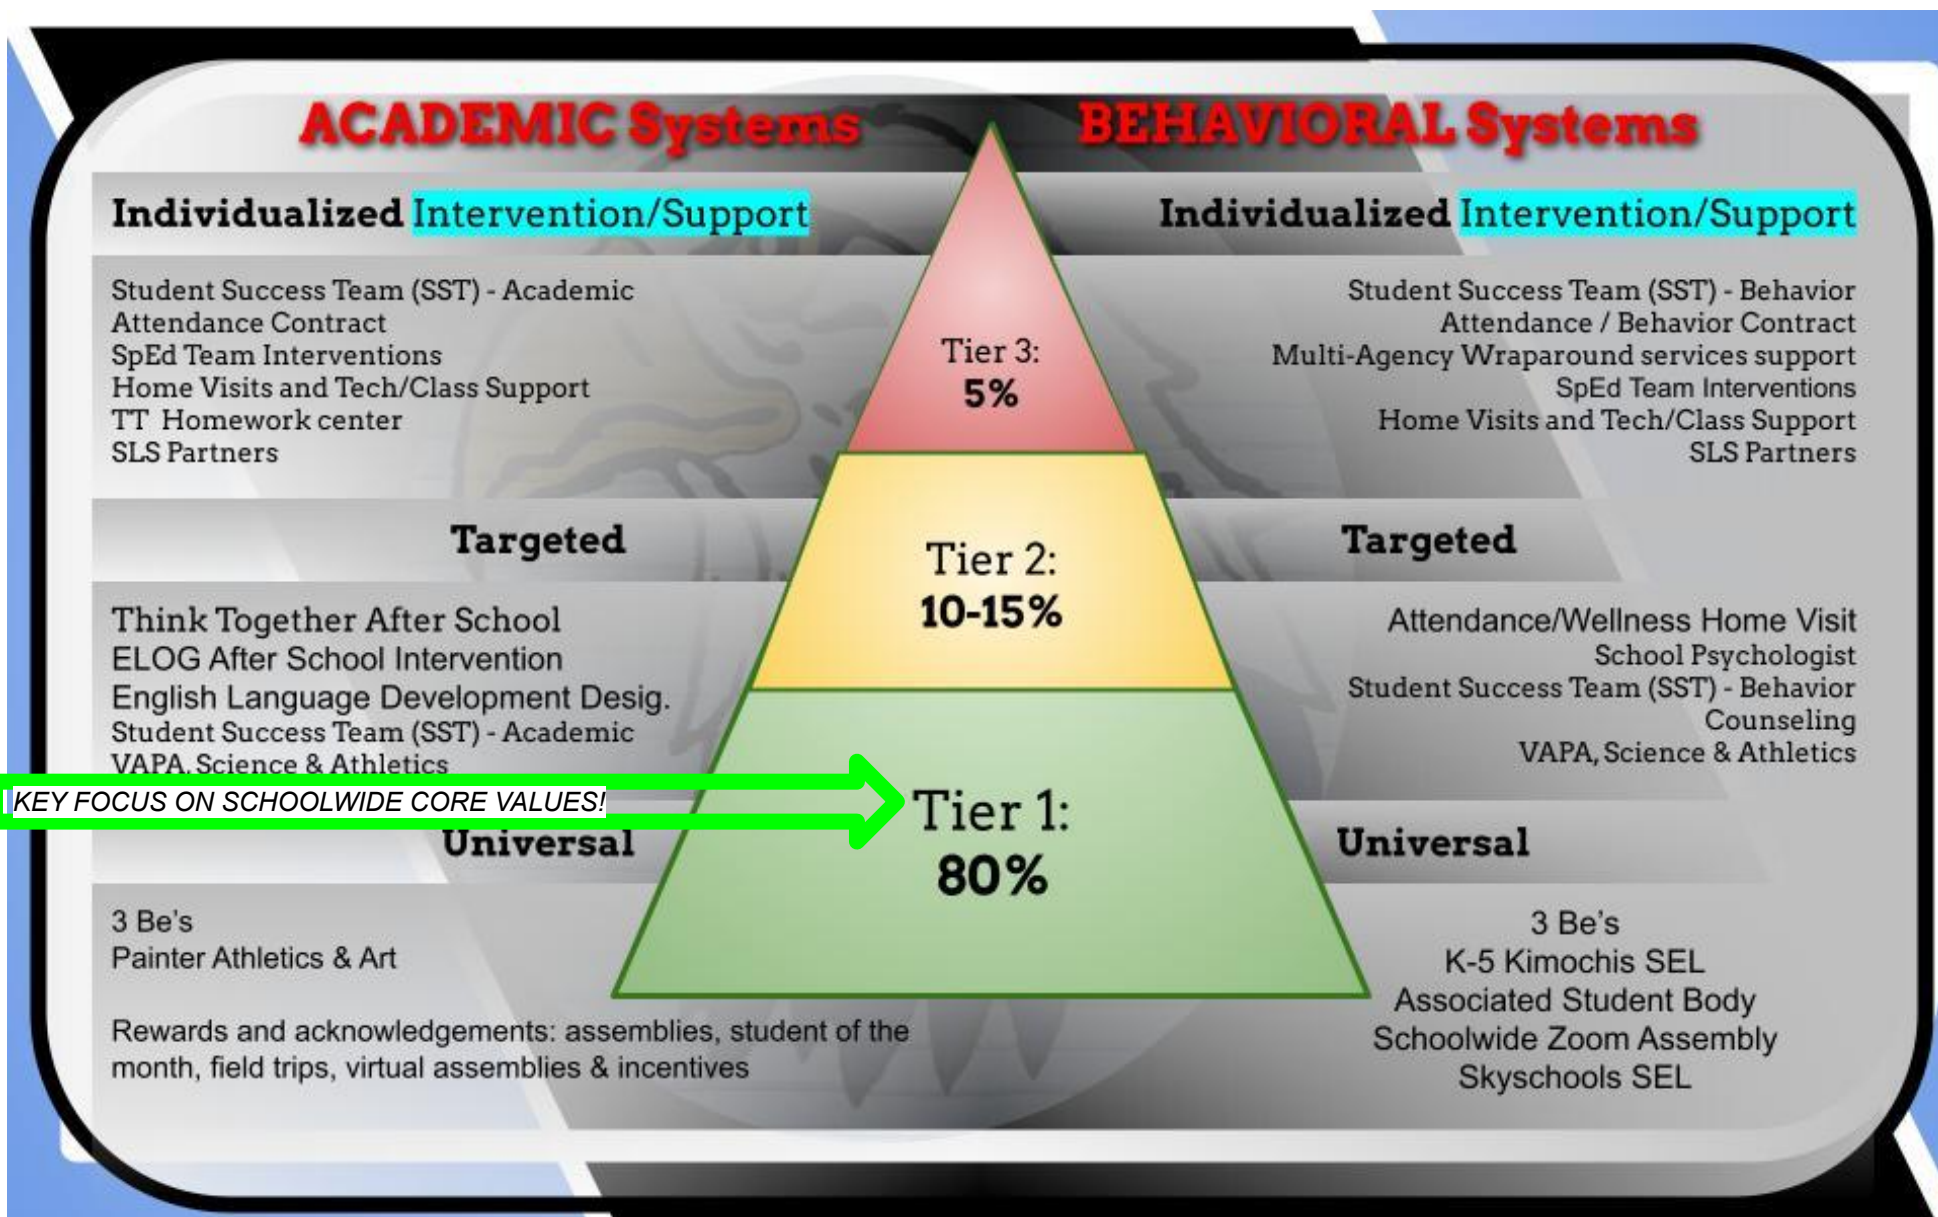 ACADEMIC Systems
BEHAVIORAL Systems
Individualized Intervention/Support
Student Success Team (SST) - Academic
Attendance Contract
SpEd Team Interventions
Home Visits and Tech/Class Support
TT Homework center
SLS Partners
Individualized Intervention/Support
Student Success Team (SST) - Behavior
Attendance / Behavior Contract
Multi-Agency Wraparound services support
SpEd Team Interventions
Home Visits and Tech/Class Support
SLS Partners
Tier 3:
5%
Targeted
Think Together After School
ELOG After School Intervention
English Language Development Desig.
Student Success Team (SST) - Academic
VAPA, Science & Athletics
Tier 2:
10-15%
Targeted
Attendance/Wellness Home Visit
School Psychologist
Student Success Team (SST) - Behavior
Counseling
VAPA, Science & Athletics
KEY FOCUS ON SCHOOLWIDE CORE VALUES!
Tier 1:
80%
Universal
3 Be's
Painter Athletics & Art
Rewards and acknowledgements: assemblies, student of the
month, field trips, virtual assemblies & incentives
Universal
3 Be's
K-5 Kimochis SEL
Associated Student Body
Schoolwide Zoom Assembly
Skyschools SEL